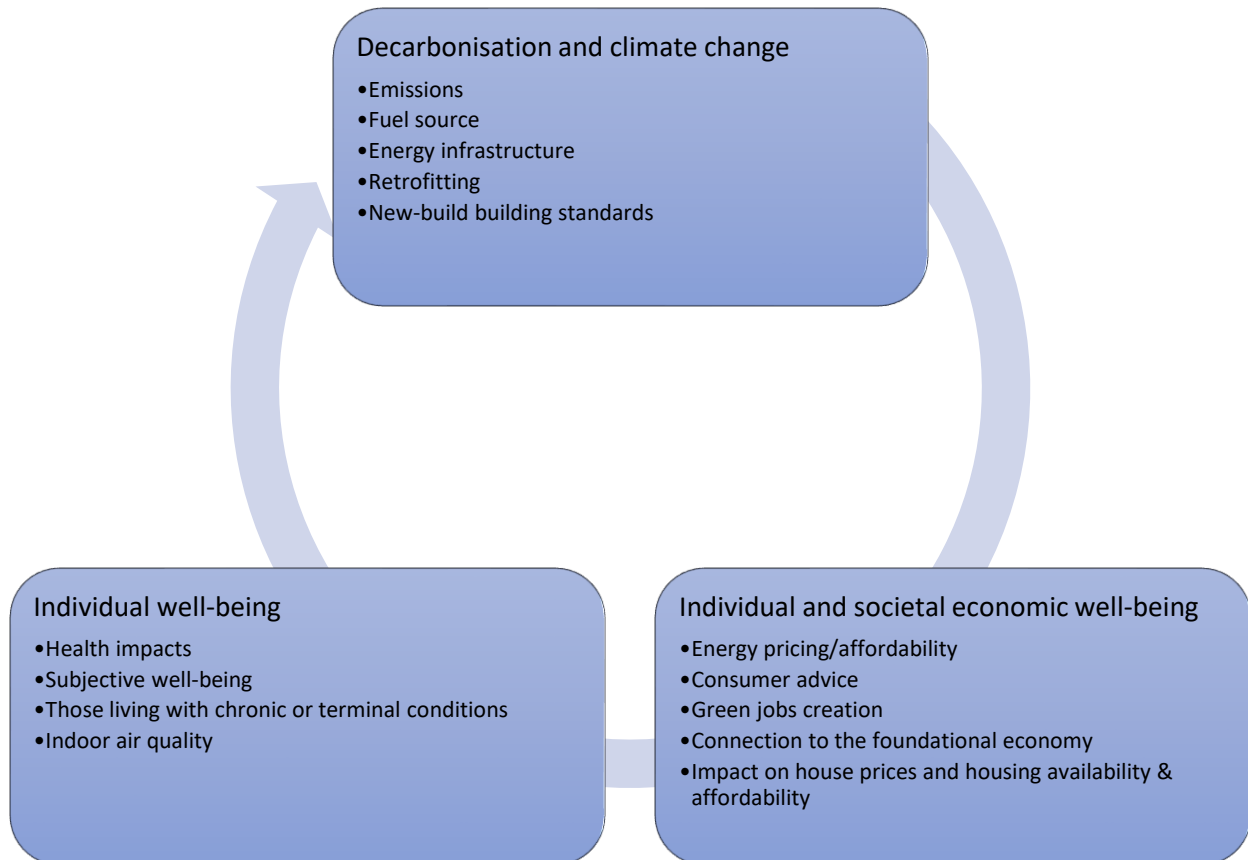 Decarbonisation and climate change
•Emissions
•Fuel source
•Energy infrastructure
•Retrofitting
•New-build building standards
Individual well-being
•Health impacts
•Subjective well-being
•Those living with chronic or terminal conditions
•Indoor air quality
Individual and societal economic well-being
•Energy pricing/affordability
•Consumer advice
•Green jobs creation
•Connection to the foundational economy
•Impact on house prices and housing availability &
affordability